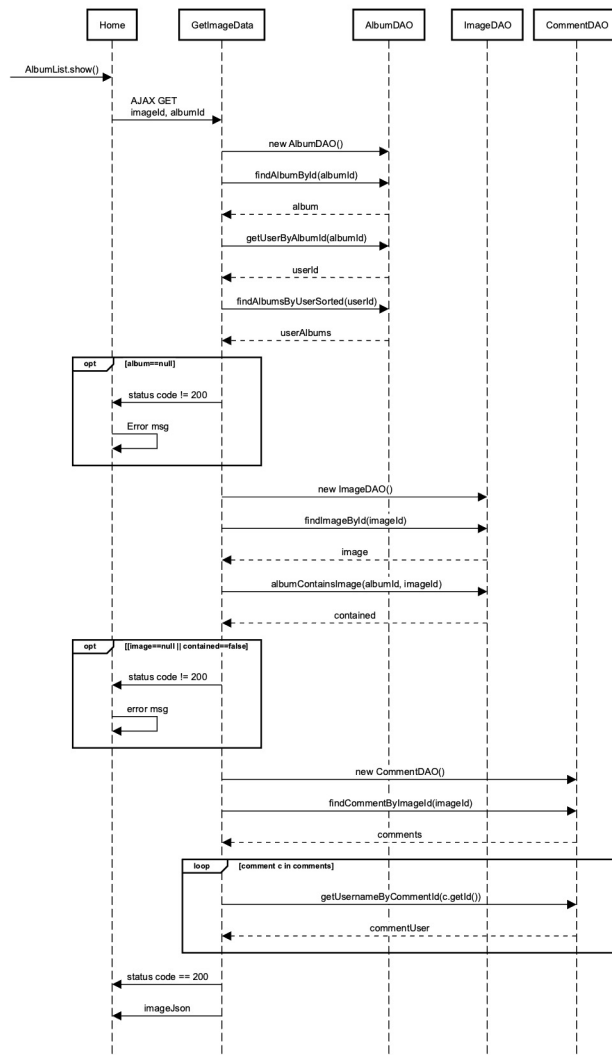 Home
GetImageData
AlbumDAO
ImageDAO
CommentDAO
AlbumList.show()
AJAX GET
imageId, albumId
new AlbumDAO()
findAlbumById(albumId)
album
getUserByAlbumId(albumId)
userId
findAlbumsByUserSorted(userId)
userAlbums
opt
[album==null]
status code != 200
Error msg
new ImageDAO()
findImageById(imageId)
image
albumContainsImage(albumId, imageId)
contained
opt
[[image==null || contained==false]
status code != 200
error msg
new CommentDAO()
findCommentByImageId(imageId)
comments
loop
[comment c in comments]
getUsernameByCommentId(c.getId())
commentUser
status code == 200
imageJson